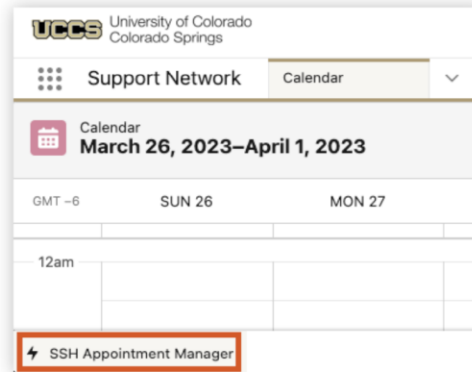 UCCS University of Colorado
Colorado Springs
Support Network Calendar
Calendar
March 26, 2023–April 1, 2023
GMT −6 SUN 26 MON 27
12am
SSH Appointment Manager